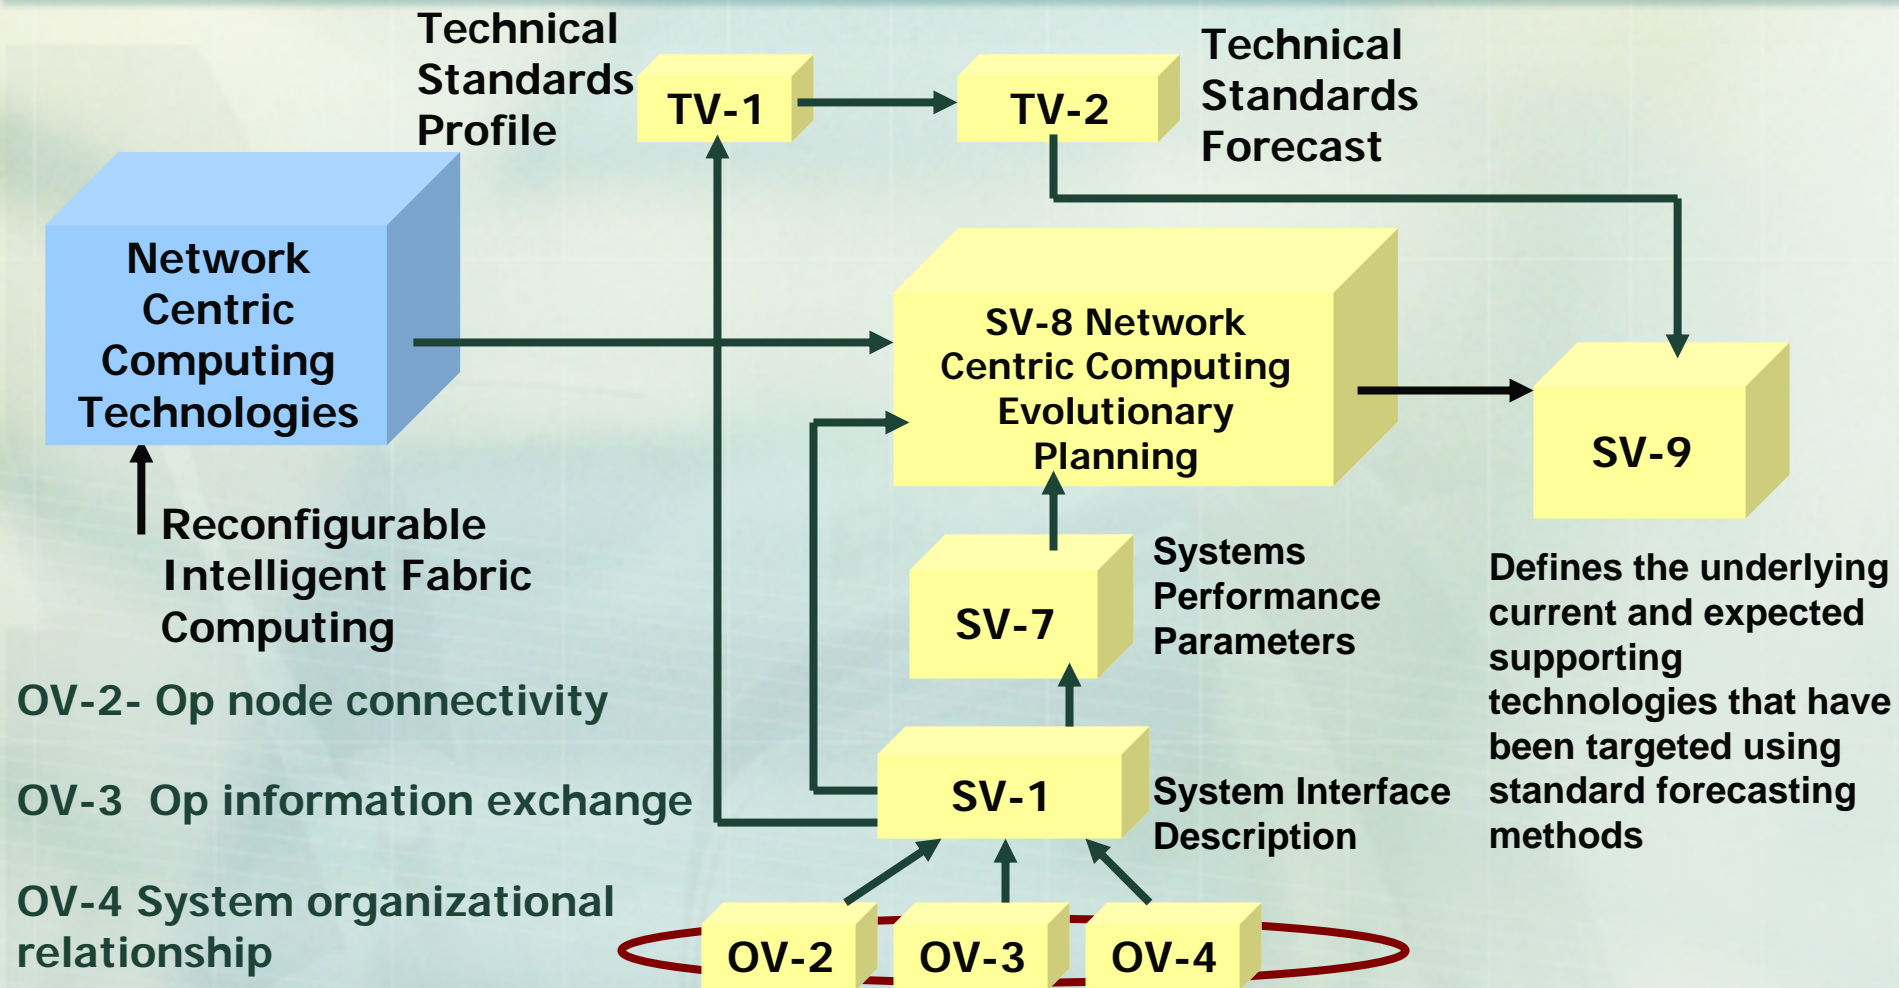 Technical
Standards
Profile
TV-1
TV-2
Technical
Standards
Forecast
Network
Centric
Computing
Technologies
SV-8 Network
Centric Computing
Evolutionary
Planning
SV-9
Reconfigurable
Intelligent Fabric
Computing
SV-7
Systems
Performance
Parameters
Defines the underlying
current and expected
supporting
technologies that have
been targeted using
standard forecasting
methods
OV-2- Op node connectivity
OV-3 Op information exchange
OV-4 System organizational
relationship
SV-1
System Interface
Description
OV-2
OV-3
OV-4